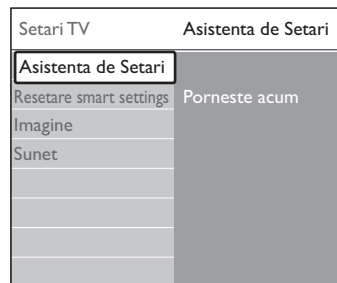 Setari TV
Asistenta de Setari
Asistenta de Setari
Resetare smart settings
Porneste acum
Imagine
Sunet